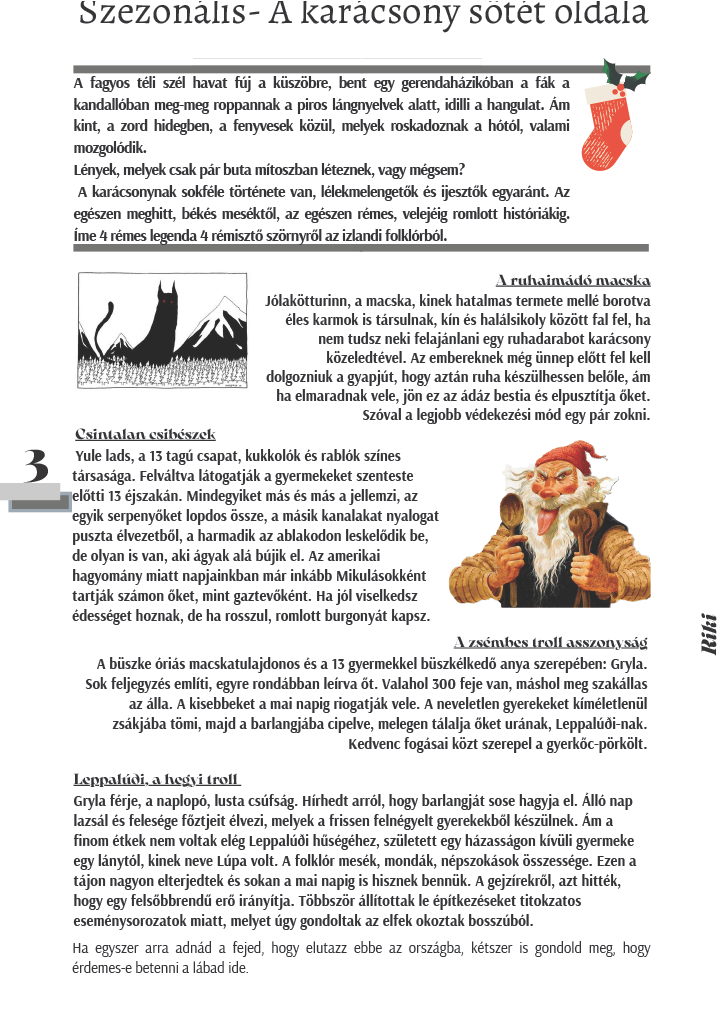 Szezonális- A karácsony sötét oldala
A fagyos téli szél havat fúj a küszöbre, bent egy gerendaházikóban a fák a
kandallóban meg-meg roppannak a piros lángnyelvek alatt, idilli a hangulat. Ám
kint, a zord hidegben, a fenyvesek közül, melyek roskadoznak a hótól, valami
mozgolódik.
Lények, melyek csak pár buta mítoszban léteznek, vagy mégsem?
A karácsonynak sokféle története van, lélekmelengetők és ijesztők egyaránt. Az
egészen meghitt, békés meséktől, az egészen rémes, velejéig romlott históriákig.
Íme 4 rémes legenda 4 rémisztő szörnyről az izlandi folklórból.
A ruhaimádó macska
Jólakötturinn, a macska, kinek hatalmas termete mellé borotva
éles karmok is társulnak, kín és halálsikoly között fal fel, ha
nem tudsz neki felajánlani egy ruhadarabot karácsony
közeledtével. Az embereknek még ünnep előtt fel kell
dolgozniuk a gyapjút, hogy aztán ruha készülhessen belőle, ám
ha elmaradnak vele, jön ez az ádáz bestia és elpusztítja őket.
Szóval a legjobb védekezési mód egy pár zokni.
Csintalan csibészek
Yule lads, a 13 tagú csapat, kukkolók és rablók színes
társasága. Felváltva látogatják a gyermekeket szenteste
előtti 13 éjszakán. Mindegyiket más és más a jellemzi, az
egyik serpenyőket lopdos össze, a másik kanalakat nyalogat
puszta élvezetből, a harmadik az ablakodon leskelődik be,
de olyan is van, aki ágyak alá bújik el. Az amerikai
hagyomány miatt napjainkban már inkább Mikulásokként
tartják számon őket, mint gaztevőként. Ha jól viselkedsz
édességet hoznak, de ha rosszul, romlott burgonyát kapsz.
3
Riki
A zsémbes troll asszonyság
A büszke óriás macskatulajdonos és a 13 gyermekkel büszkélkedő anya szerepében: Gryla.
Sok feljegyzés említi, egyre rondábban leírva őt. Valahol 300 feje van, máshol meg szakállas
az álla. A kisebbeket a mai napig riogatják vele. A neveletlen gyerekeket kíméletlenül
zsákjába tömi, majd a barlangjába cipelve, melegen tálalja őket urának, Leppalúði-nak.
Kedvenc fogásai közt szerepel a gyerkőc-pörkölt.
Leppalúði, a hegyi troll
Gryla férje, a naplopó, lusta csúfság. Hírhedt arról, hogy barlangját sose hagyja el. Álló nap
lazsál és felesége főztjeit élvezi, melyek a frissen felnégyelt gyerekekből készülnek. Ám a
finom étkek nem voltak elég Leppalúði hűségéhez, született egy házasságon kívüli gyermeke
egy lánytól, kinek neve Lúpa volt. A folklór mesék, mondák, népszokások összessége. Ezen a
tájon nagyon elterjedtek és sokan a mai napig is hisznek bennük. A gejzírekről, azt hitték,
hogy egy felsőbbrendű erő irányítja. Többször állítottak le építkezéseket titokzatos
eseménysorozatok miatt, melyet úgy gondoltak az elfek okoztak bosszúból.
Ha egyszer arra adnád a fejed, hogy elutazz ebbe az országba, kétszer is gondold meg, hogy
érdemes-e betenni a lábad ide.